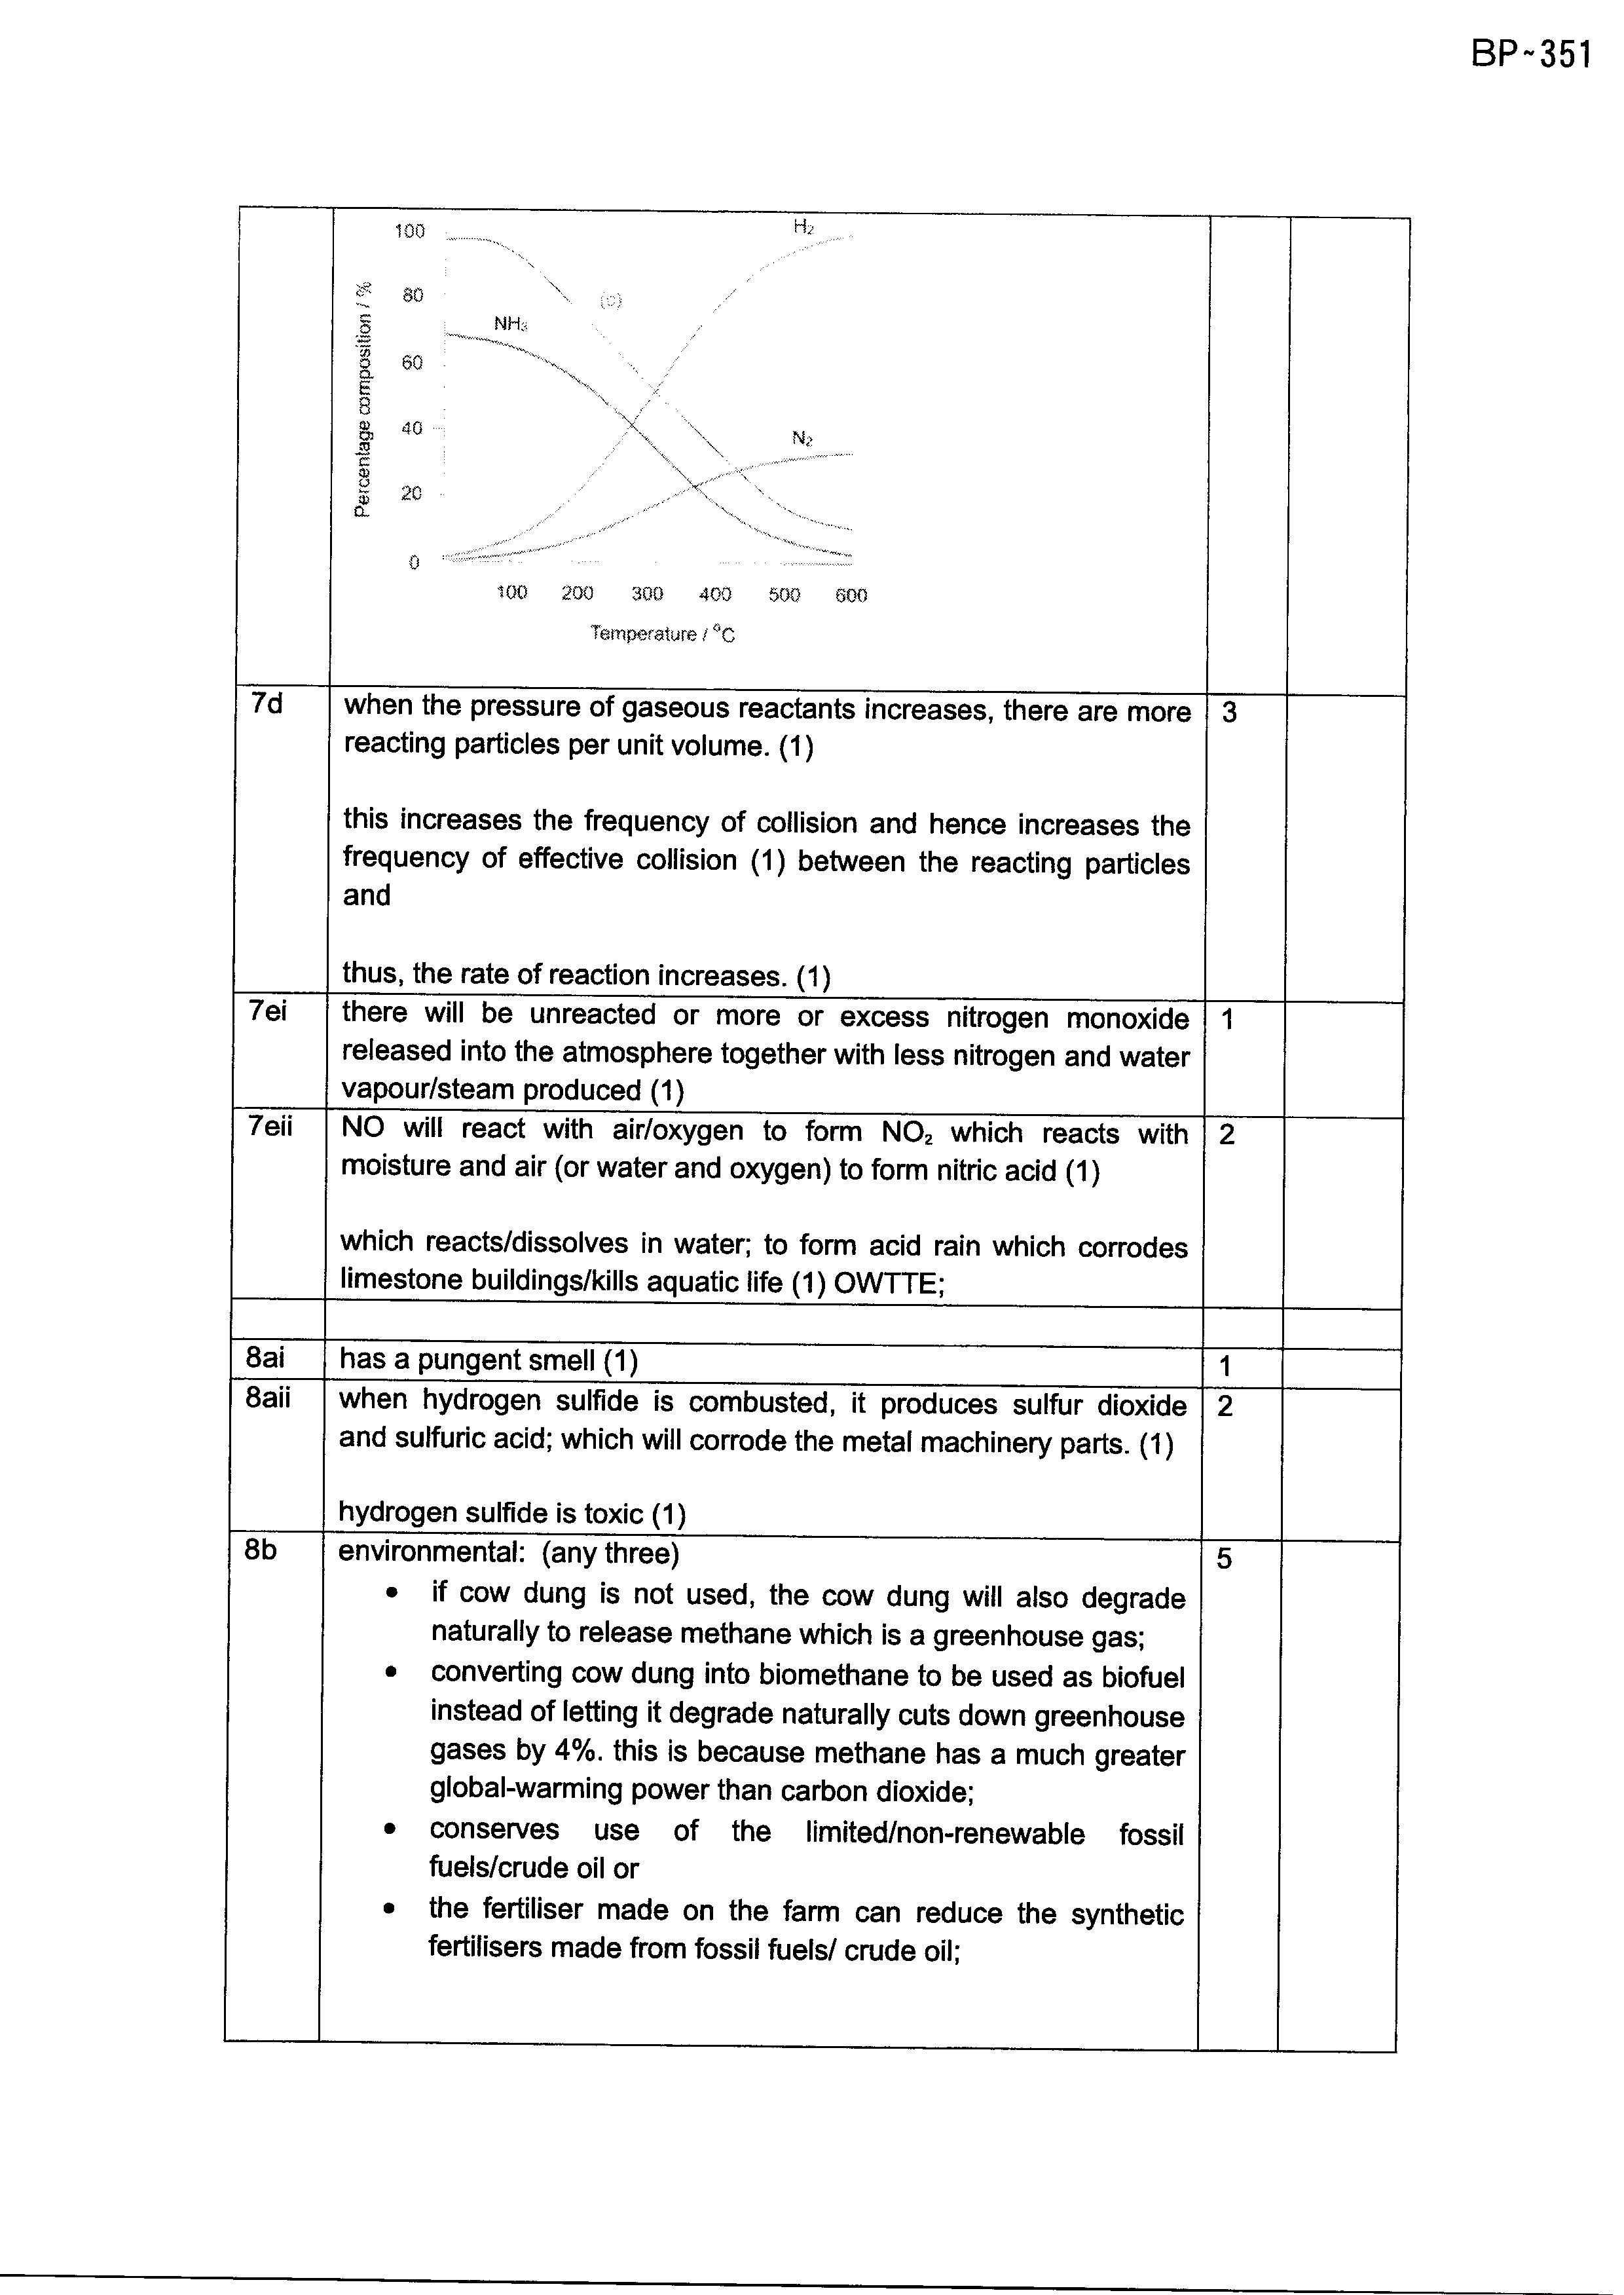 BP~351
100
H₂
80
(c)
NH₃
60
40
N₂
20
0
Percentage composition / %
100 200 300 400 500 600
Temperature / °C
7d when the pressure of gaseous reactants increases, there are more 3
reacting particles per unit volume. (1)
this increases the frequency of collision and hence increases the
frequency of effective collision (1) between the reacting particles
and
thus, the rate of reaction increases. (1)
7ei there will be unreacted or more or excess nitrogen monoxide 1
released into the atmosphere together with less nitrogen and water
vapour/steam produced (1)
7eii NO will react with air/oxygen to form NO₂ which reacts with 2
moisture and air (or water and oxygen) to form nitric acid (1)
which reacts/dissolves in water; to form acid rain which corrodes
limestone buildings/kills aquatic life (1) OWTTE;
8ai has a pungent smell (1) 1
8aii when hydrogen sulfide is combusted, it produces sulfur dioxide 2
and sulfuric acid; which will corrode the metal machinery parts. (1)
hydrogen sulfide is toxic (1)
8b environmental: (any three) 5
• if cow dung is not used, the cow dung will also degrade
naturally to release methane which is a greenhouse gas;
• converting cow dung into biomethane to be used as biofuel
instead of letting it degrade naturally cuts down greenhouse
gases by 4%. this is because methane has a much greater
global-warming power than carbon dioxide;
• conserves use of the limited/non-renewable fossil
fuels/crude oil or
• the fertiliser made on the farm can reduce the synthetic
fertilisers made from fossil fuels/ crude oil;